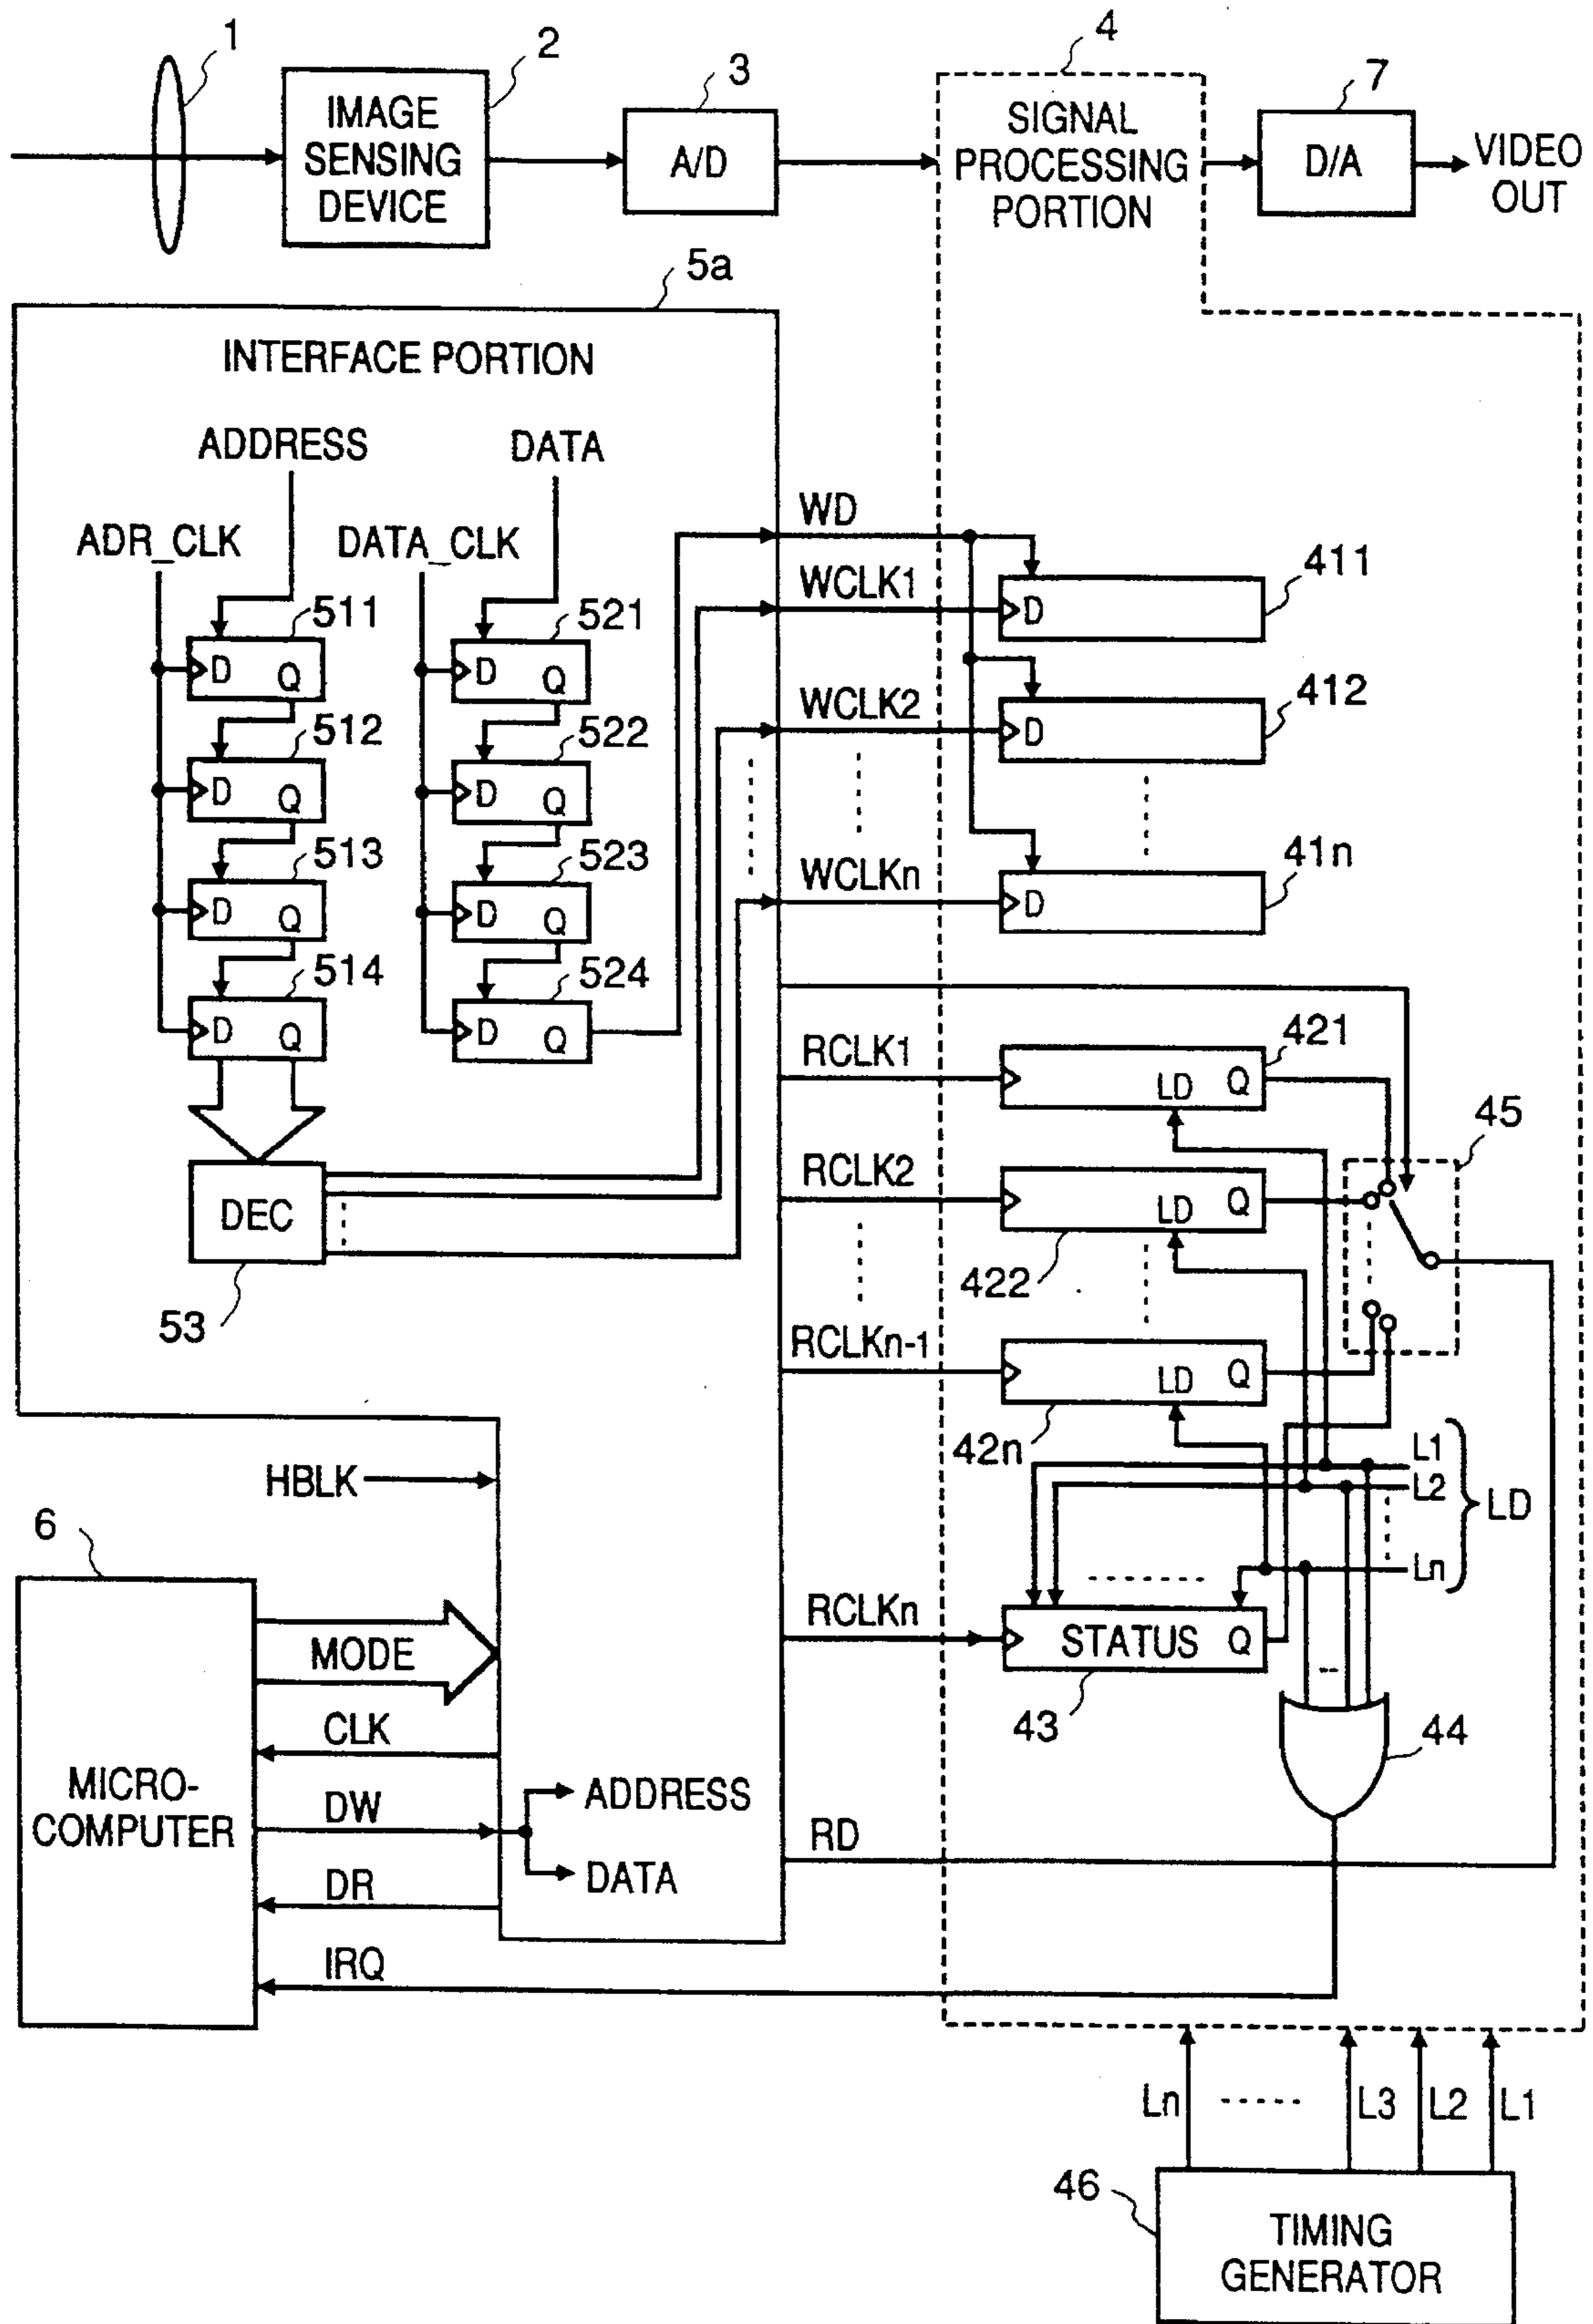 1
2
3
4
7
IMAGE
SENSING
DEVICE
A/D
SIGNAL
PROCESSING
PORTION
D/A
VIDEO
OUT
5a
INTERFACE PORTION
ADDRESS
DATA
ADR_CLK
DATA_CLK
511
D Q
512
D Q
513
D Q
514
D Q
521
D Q
522
D Q
523
D Q
524
D Q
DEC
53
WD
WCLK1
D
411
WCLK2
D
412
WCLKn
D
41n
RCLK1
LD Q
421
RCLK2
LD Q
422
45
RCLKn-1
LD Q
42n
L1
L2
Ln
LD
HBLK
RCLKn
STATUS Q
43
44
6
MICRO-
COMPUTER
MODE
CLK
DW
ADDRESS
DATA
DR
IRQ
RD
Ln
L3
L2
L1
46
TIMING
GENERATOR